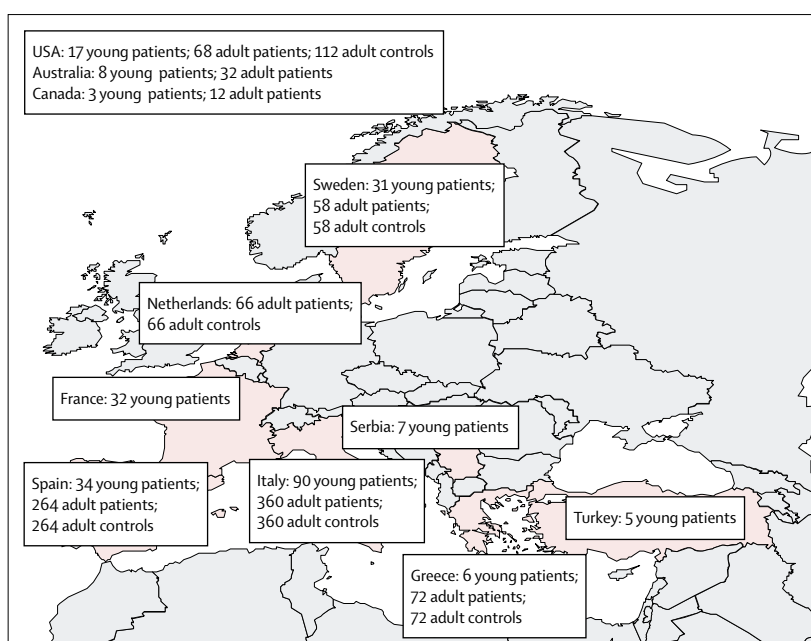 USA: 17 young patients; 68 adult patients; 112 adult controls
Australia: 8 young patients; 32 adult patients
Canada: 3 young patients; 12 adult patients
Sweden: 31 young patients;
58 adult patients;
58 adult controls
Netherlands: 66 adult patients;
66 adult controls
France: 32 young patients
Serbia: 7 young patients
Spain: 34 young patients;
264 adult patients;
264 adult controls
Italy: 90 young patients;
360 adult patients;
360 adult controls
Turkey: 5 young patients
Greece: 6 young patients;
72 adult patients;
72 adult controls